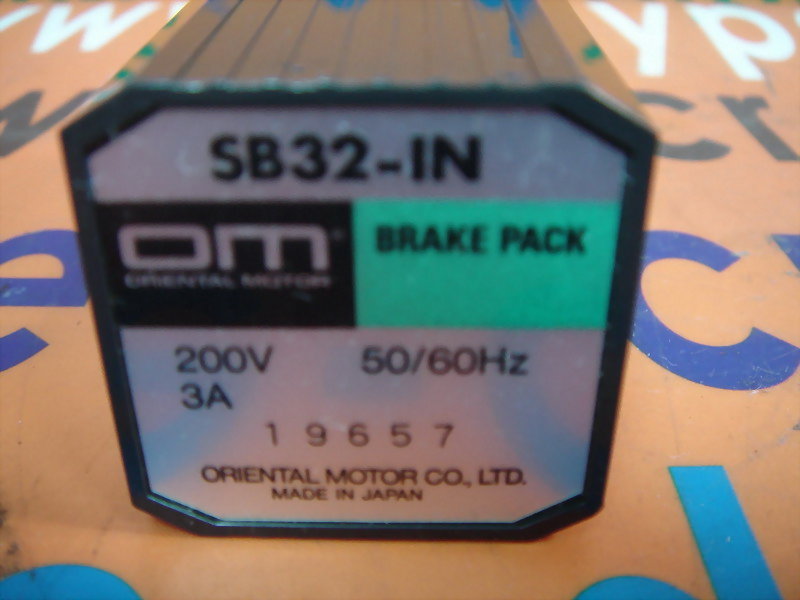 SB32-IN
om
ORIENTAL MOTOR
BRAKE PACK
200V 50/60Hz
3A
19657
ORIENTAL MOTOR CO., LTD.
MADE IN JAPAN